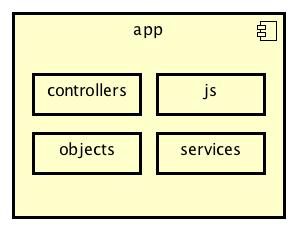 app
controllers
js
objects
services